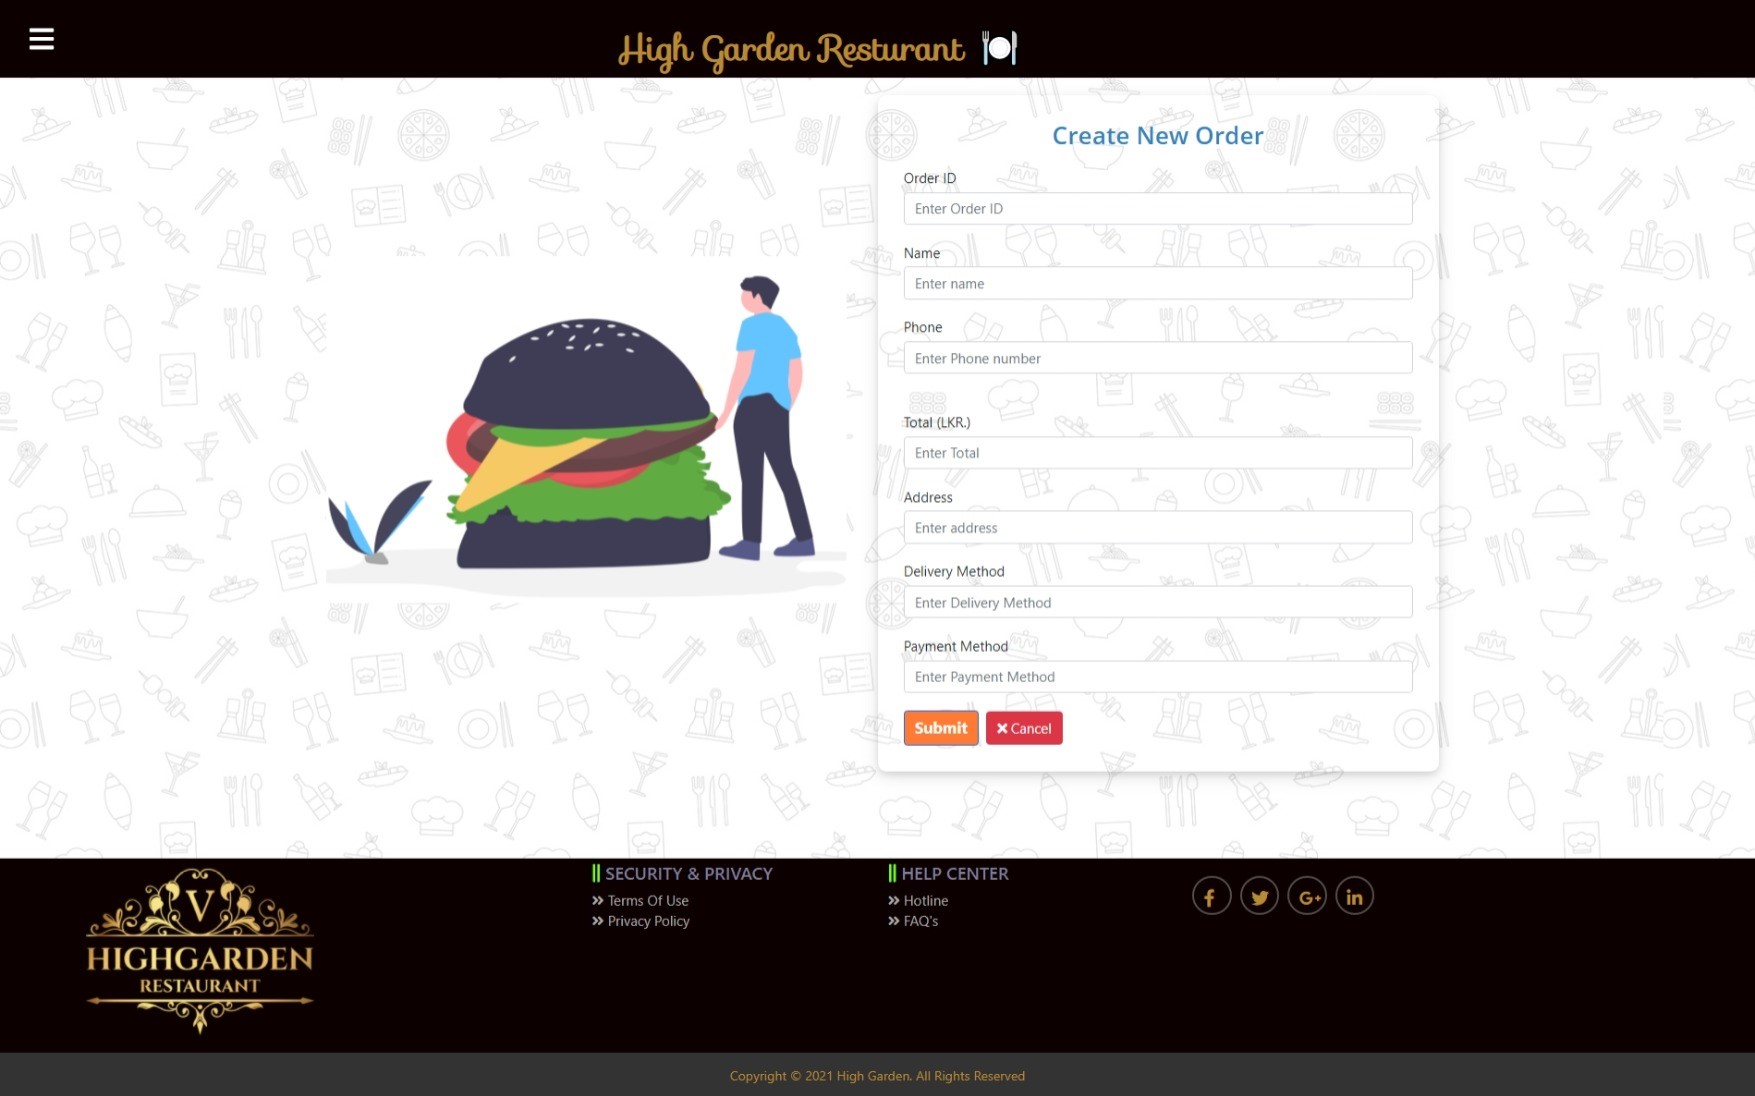 High Garden Resturant
Create New Order
Order ID
Enter Order ID
Name
Enter name
Phone
Enter Phone number
Total (LKR.)
Enter Total
Address
Enter address
Delivery Method
Enter Delivery Method
Payment Method
Enter Payment Method
Submit
Cancel
V
HIGHGARDEN
RESTAURANT
SECURITY & PRIVACY
Terms Of Use
Privacy Policy
HELP CENTER
Hotline
FAQ's
Copyright © 2021 High Garden. All Rights Reserved